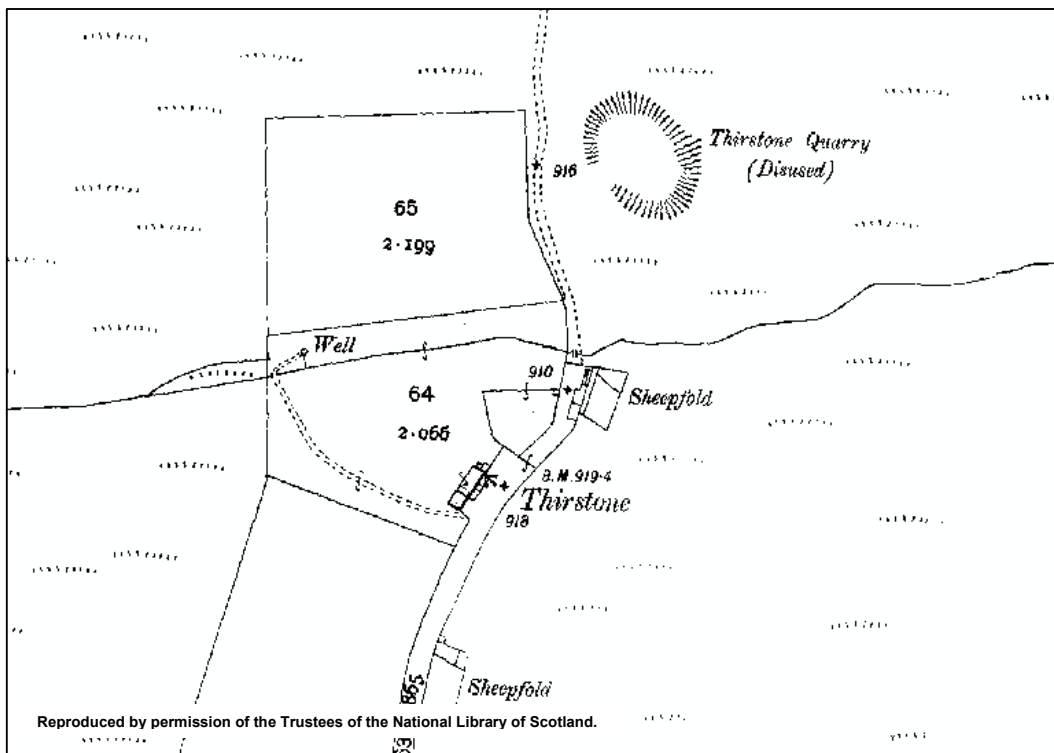 Thirstone Quarry
(Disused)
916
65
2·199
Well
910
64
Sheepfold
2·066
B.M. 919·4
Thirstone
918
Sheepfold
865
Reproduced by permission of the Trustees of the National Library of Scotland.